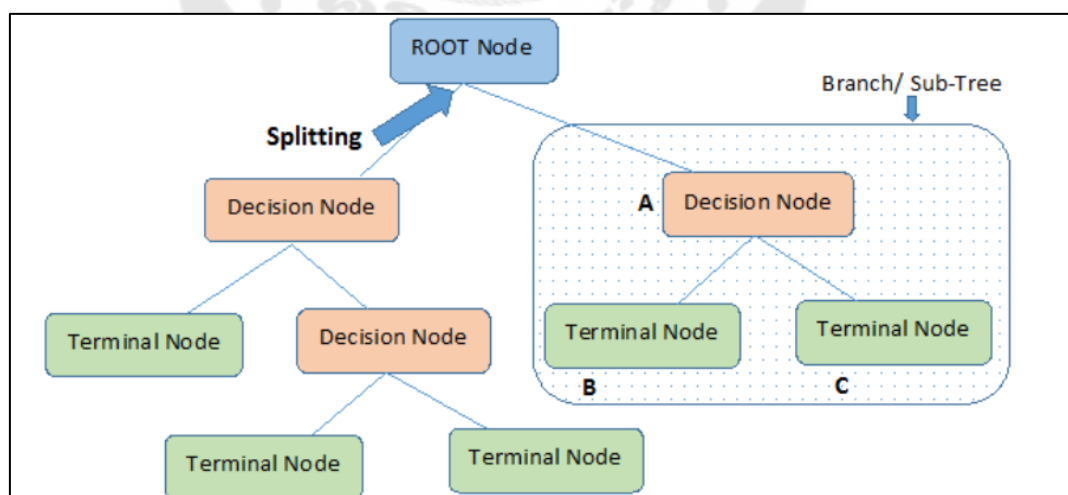 ROOT Node
Branch/ Sub-Tree
Splitting
Decision Node
A
Decision Node
Terminal Node
Decision Node
Terminal Node
Terminal Node
B
C
Terminal Node
Terminal Node